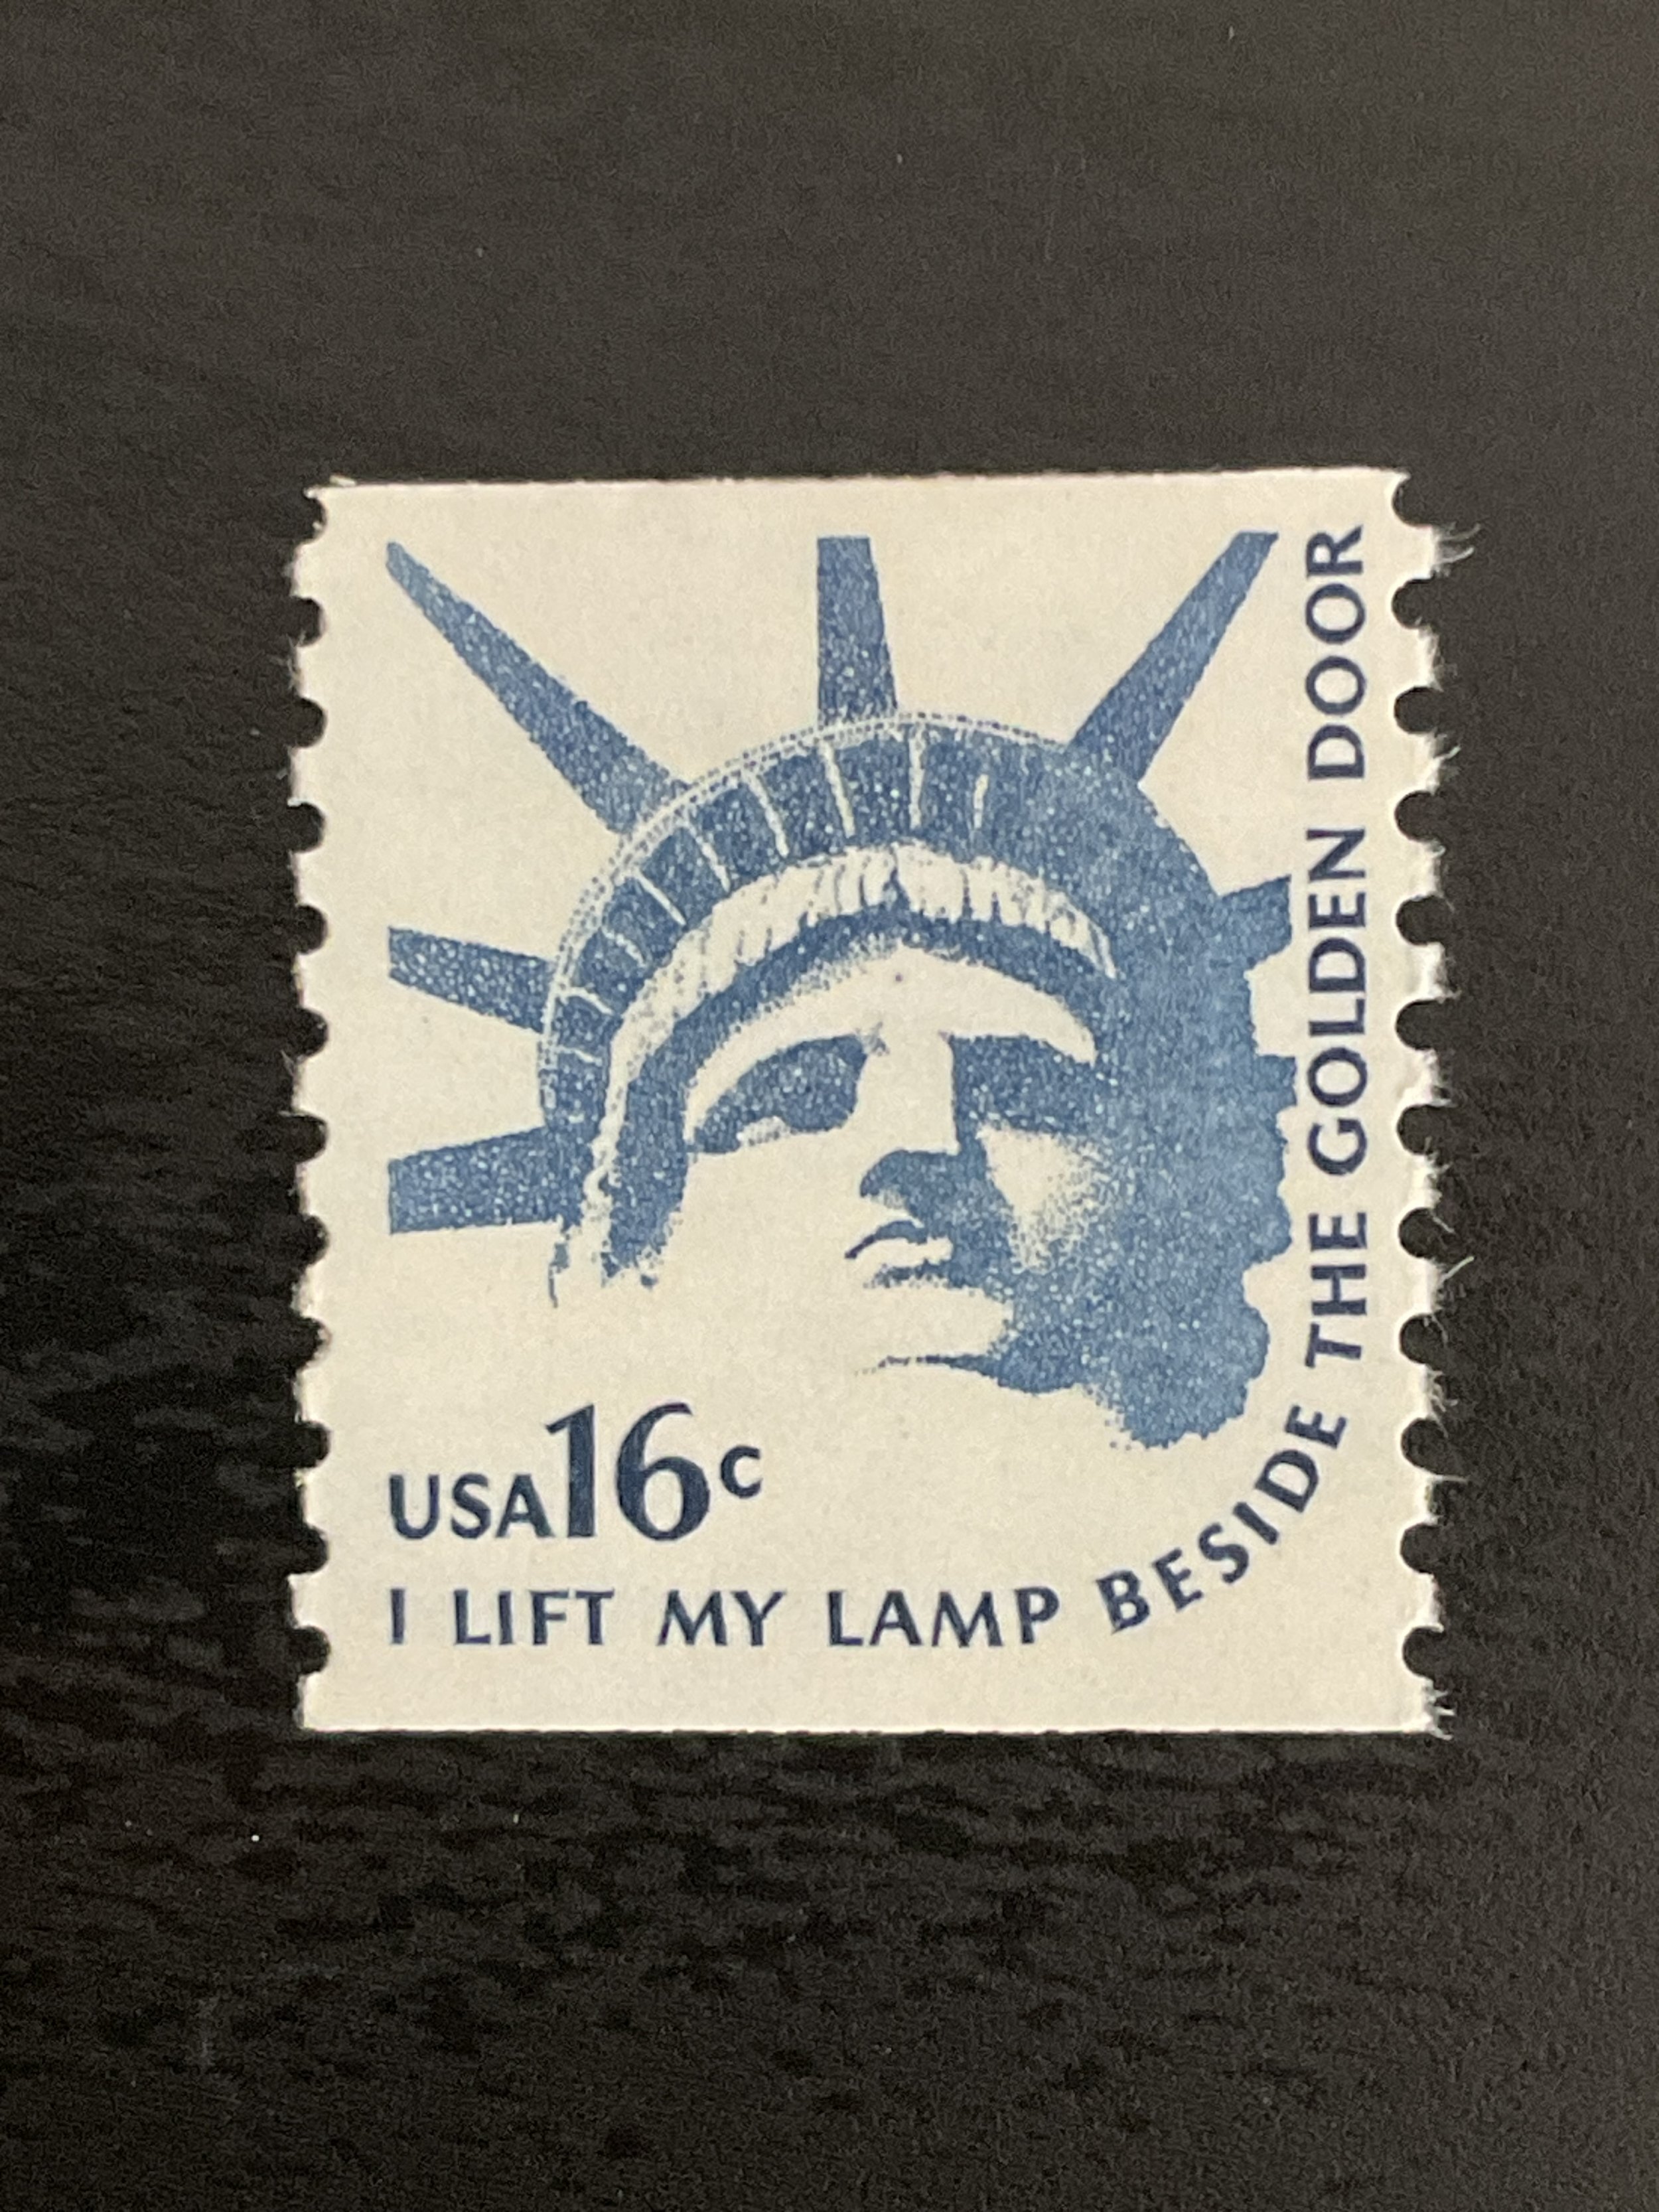 USA16c
I LIFT MY LAMP BESIDE THE GOLDEN DOOR